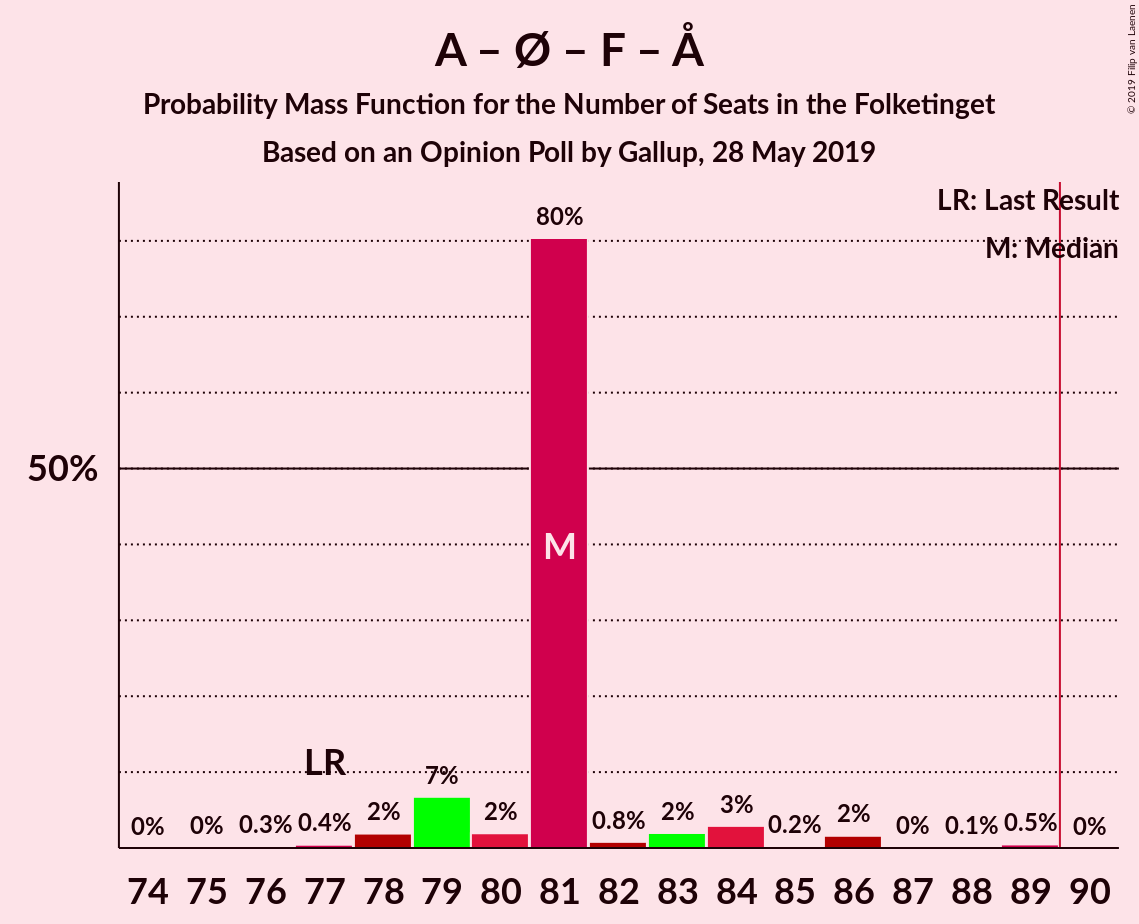 A – Ø – F – Å
Probability Mass Function for the Number of Seats in the Folketinget
Based on an Opinion Poll by Gallup, 28 May 2019
© 2019 Filip van Laenen
LR: Last Result
M: Median
50%
LR
M
0% 0% 0.3% 0.4% 2% 7% 2% 80% 0.8% 2% 3% 0.2% 2% 0% 0.1% 0.5% 0%
74 75 76 77 78 79 80 81 82 83 84 85 86 87 88 89 90